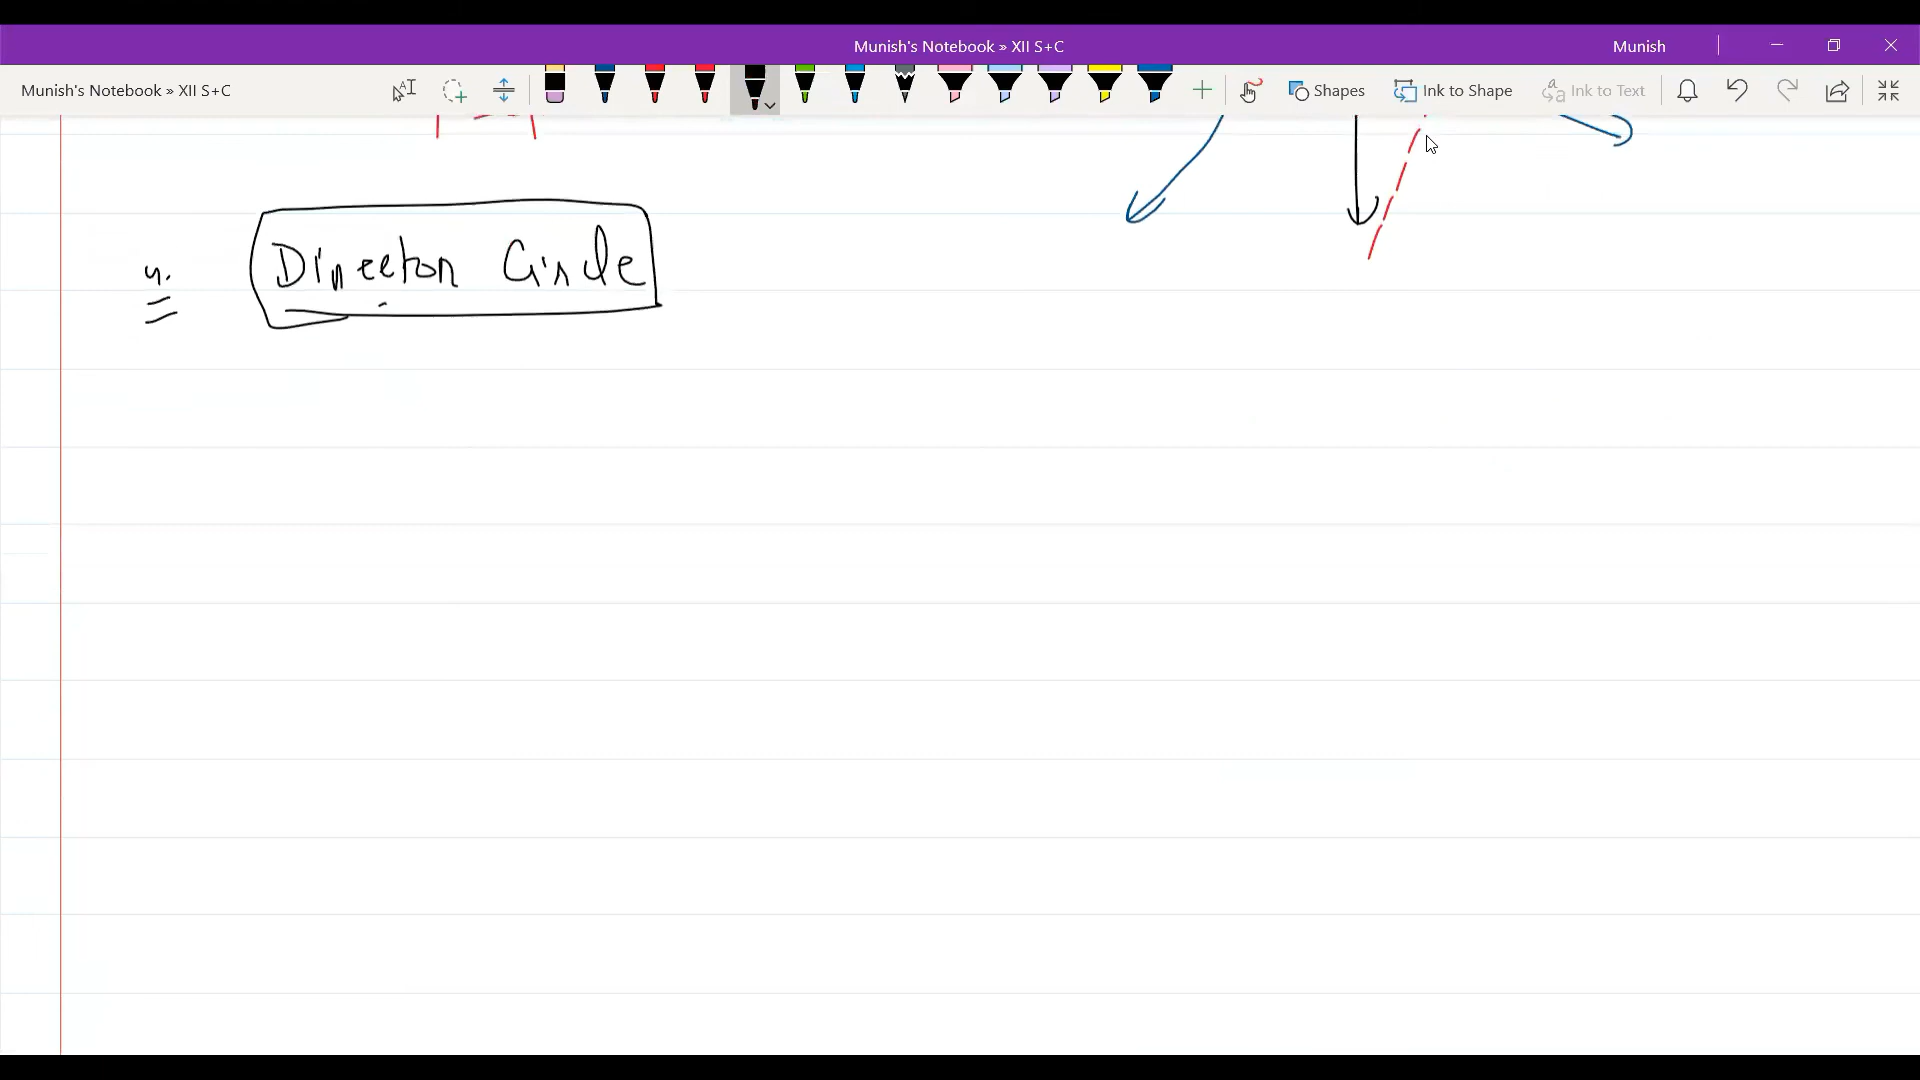 Munish's Notebook » XII S+C
Munish
Munish's Notebook » XII S+C
Shapes
Ink to Shape
Ink to Text
4. Director Circle